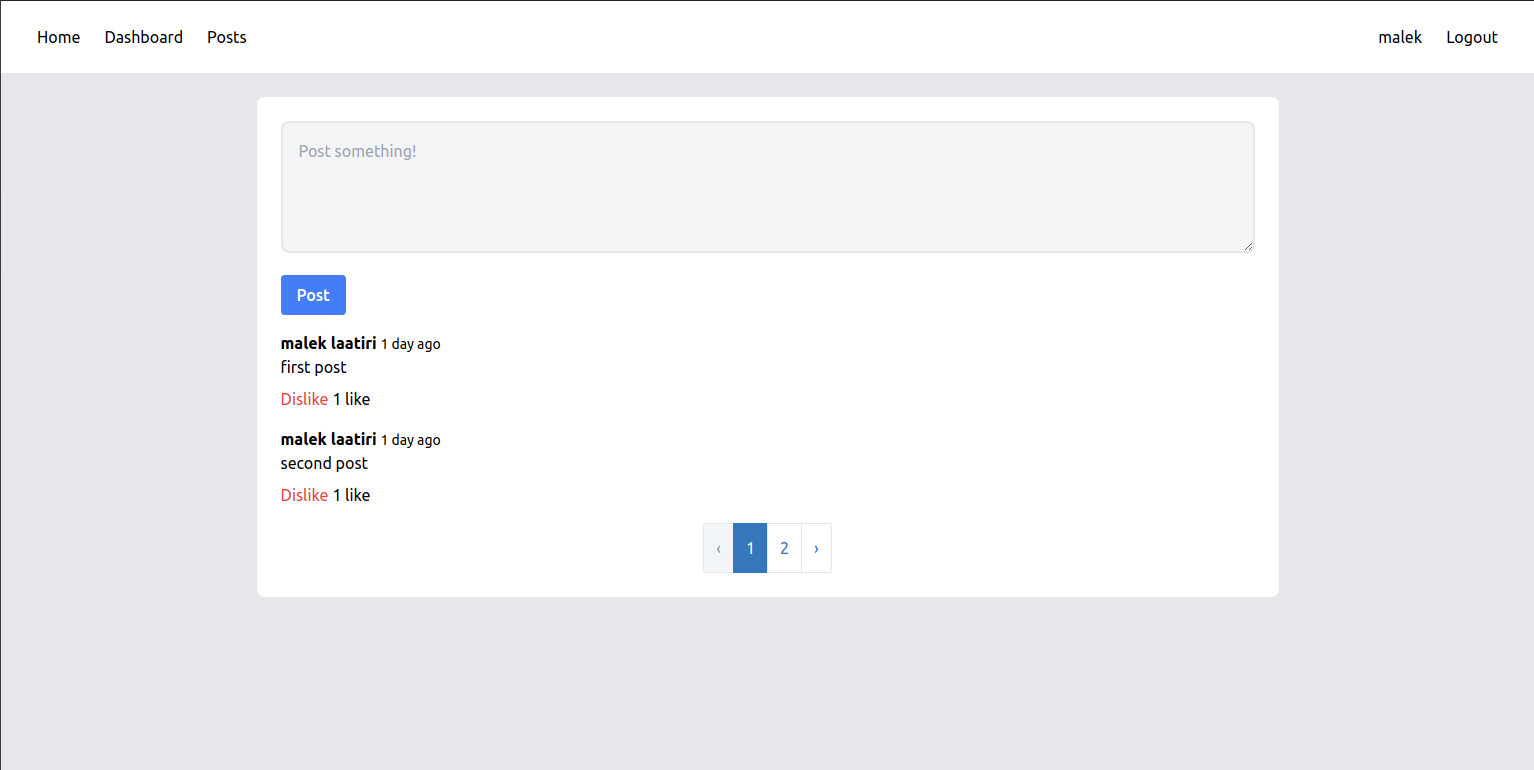 Home Dashboard Posts malek Logout
Post something!
Post
malek laatiri 1 day ago
first post
Dislike 1 like
malek laatiri 1 day ago
second post
Dislike 1 like
‹ 1 2 ›